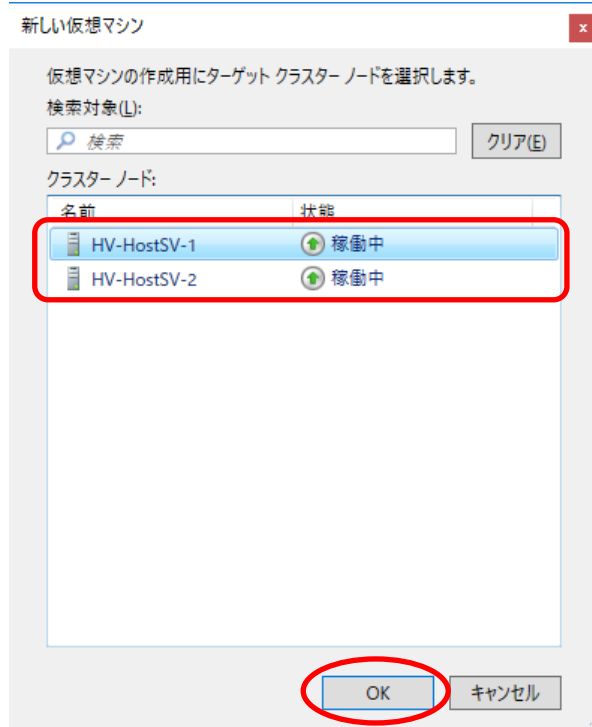 新しい仮想マシン
x
仮想マシンの作成用にターゲット クラスター ノードを選択します。
検索対象(L):
検索
クリア(E)
クラスター ノード:
名前 状態
HV-HostSV-1 稼働中
HV-HostSV-2 稼働中
OK キャンセル